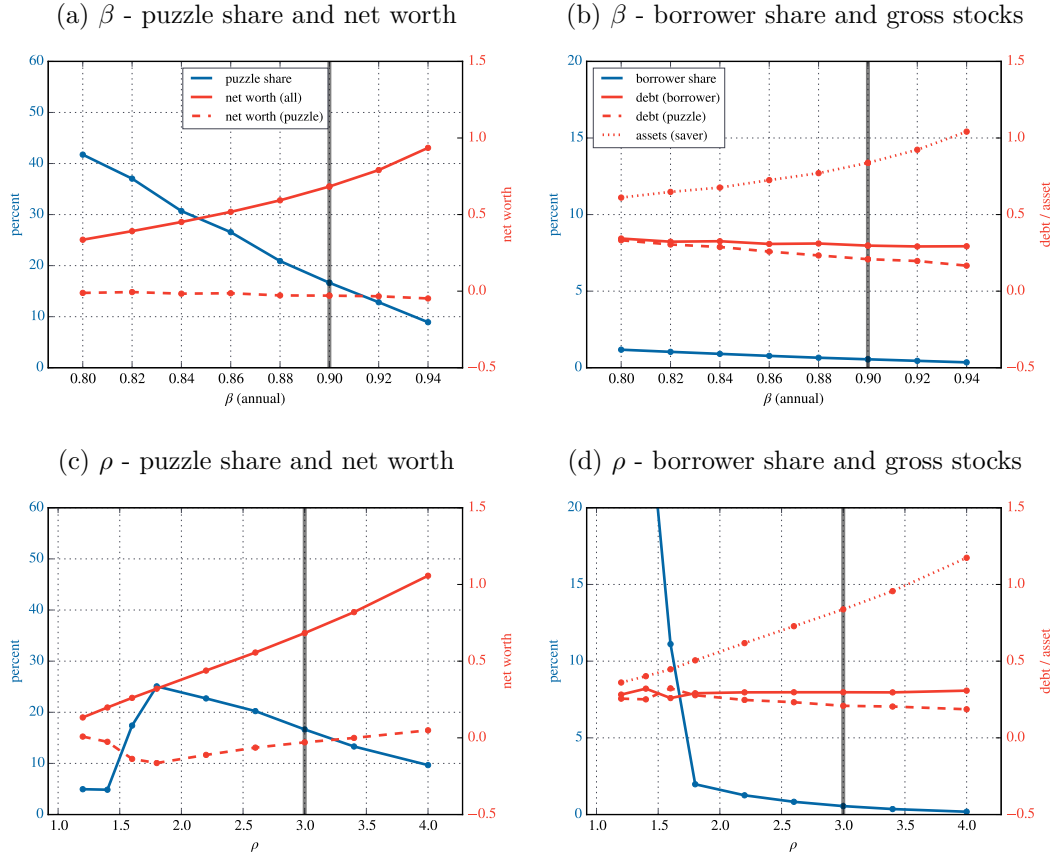 (a) β - puzzle share and net worth
60
50
40
30
20
10
0
percent
puzzle share
net worth (all)
net worth (puzzle)
1.5
1.0
0.5
0.0
−0.5
net worth
0.80 0.82 0.84 0.86 0.88 0.90 0.92 0.94
β (annual)
(b) β - borrower share and gross stocks
20
15
10
5
0
percent
borrower share
debt (borrower)
debt (puzzle)
assets (saver)
1.5
1.0
0.5
0.0
−0.5
debt / asset
0.80 0.82 0.84 0.86 0.88 0.90 0.92 0.94
β (annual)
(c) ρ - puzzle share and net worth
60
50
40
30
20
10
0
percent
1.5
1.0
0.5
0.0
−0.5
net worth
1.0 1.5 2.0 2.5 3.0 3.5 4.0
ρ
(d) ρ - borrower share and gross stocks
20
15
10
5
0
percent
1.5
1.0
0.5
0.0
−0.5
debt / asset
1.0 1.5 2.0 2.5 3.0 3.5 4.0
ρ